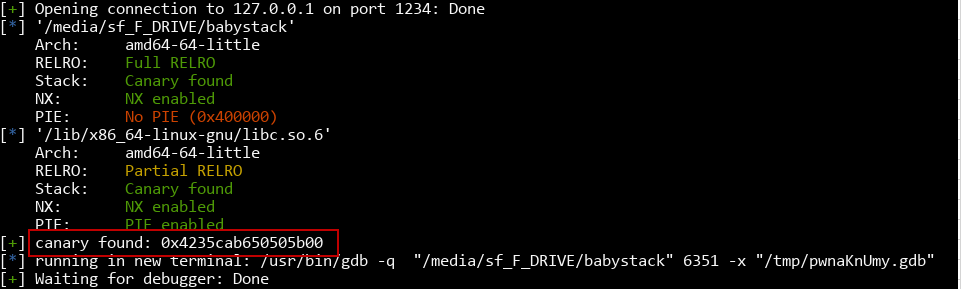 [+] Opening connection to 127.0.0.1 on port 1234: Done
[*] '/media/sf_F_DRIVE/babystack'
    Arch:     amd64-64-little
    RELRO:    Full RELRO
    Stack:    Canary found
    NX:       NX enabled
    PIE:      No PIE (0x400000)
[*] '/lib/x86_64-linux-gnu/libc.so.6'
    Arch:     amd64-64-little
    RELRO:    Partial RELRO
    Stack:    Canary found
    NX:       NX enabled
    PIE:      PIE enabled
[+] canary found: 0x4235cab650505b00
[*] running in new terminal: /usr/bin/gdb -q  "/media/sf_F_DRIVE/babystack" 6351 -x "/tmp/pwnaKnUmy.gdb"
[+] Waiting for debugger: Done